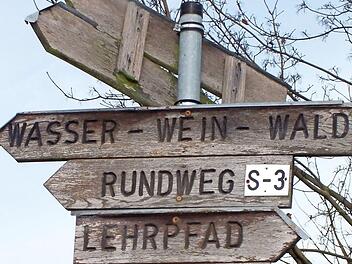 WASSER - WEIN - WALD
RUNDWEG S-3
LEHRPFAD